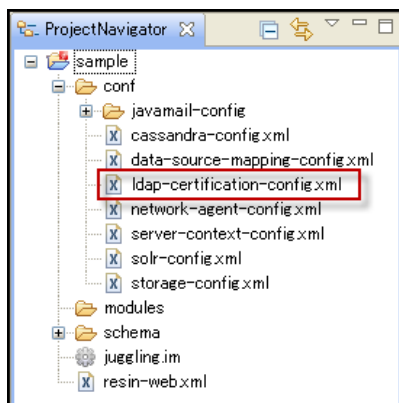 ProjectNavigator
sample
conf
javamail-config
cassandra-config.xml
data-source-mapping-config.xml
ldap-certification-config.xml
network-agent-config.xml
server-context-config.xml
solr-config.xml
storage-config.xml
modules
schema
juggling.im
resin-web.xml